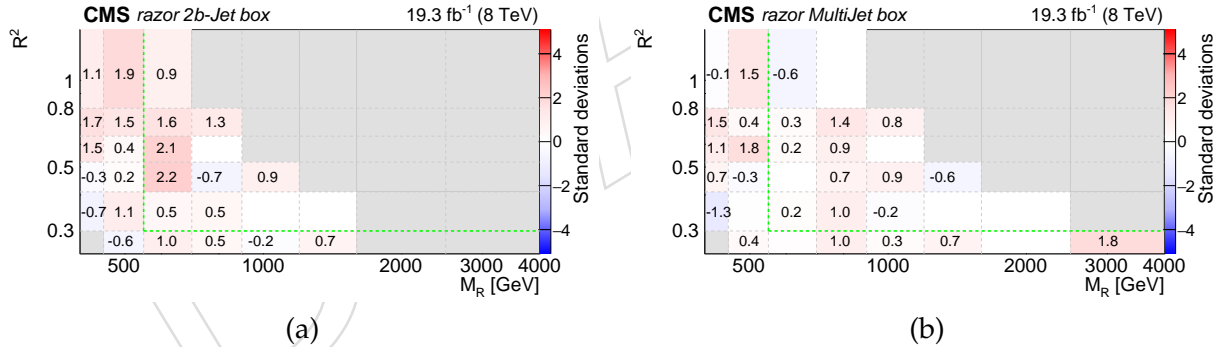 CMS razor 2b-Jet box 19.3 fb⁻¹ (8 TeV)
R²
1
0.8
0.5
0.3
1.1 1.9 0.9
1.7 1.5 1.6 1.3
1.5 0.4 2.1
-0.3 0.2 2.2 -0.7 0.9
-0.7 1.1 0.5 0.5
-0.6 1.0 0.5 -0.2 0.7
500 1000 2000 3000 4000
M_R [GeV]
4
2
0
−2
−4
Standard deviations
(a)
CMS razor MultiJet box 19.3 fb⁻¹ (8 TeV)
R²
1
0.8
0.5
0.3
-0.1 1.5 -0.6
1.5 0.4 0.3 1.4 0.8
1.1 1.8 0.2 0.9
0.7 -0.3 0.7 0.9 -0.6
-1.3 0.2 1.0 -0.2
0.4 1.0 0.3 0.7 1.8
500 1000 2000 3000 4000
M_R [GeV]
4
2
0
−2
−4
Standard deviations
(b)